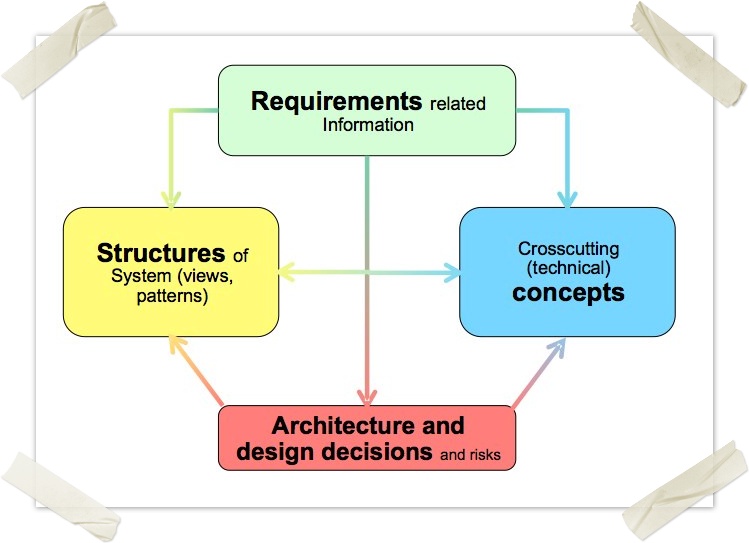 Requirements related
Information
Structures of
System (views,
patterns)
Crosscutting
(technical)
concepts
Architecture and
design decisions and risks